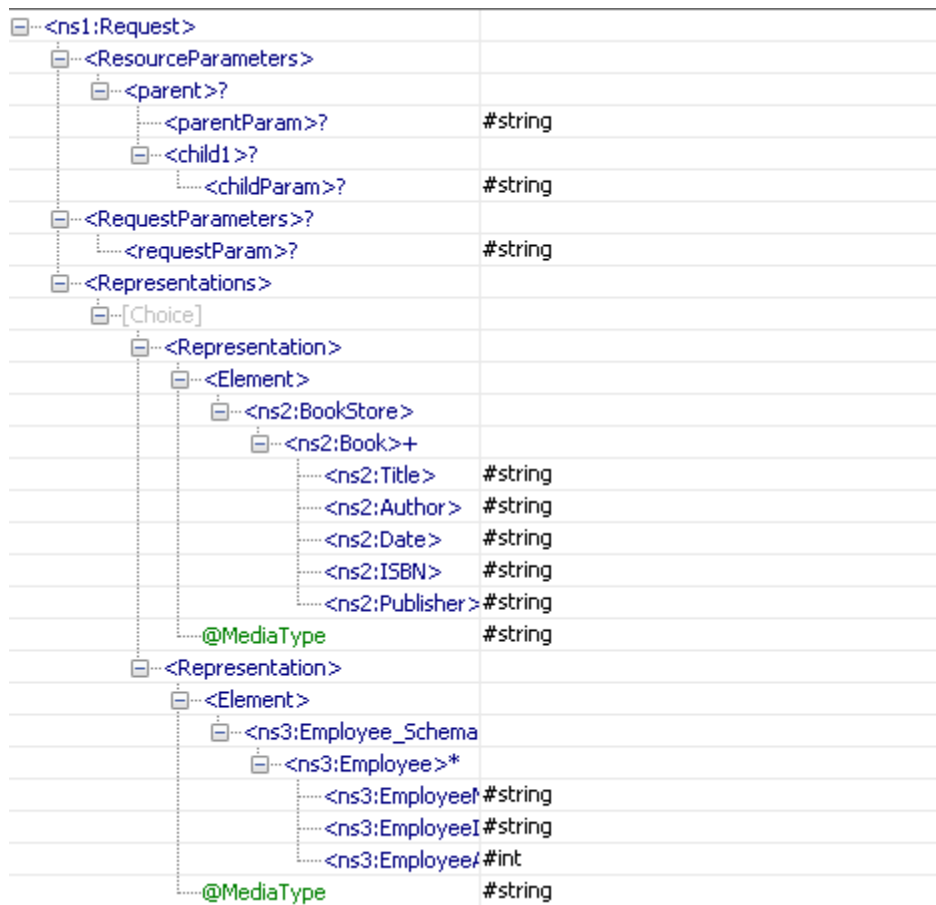 <ns1:Request>
<ResourceParameters>
<parent>?
<parentParam>? #string
<child1>?
<childParam>? #string
<RequestParameters>?
<requestParam>? #string
<Representations>
[Choice]
<Representation>
<Element>
<ns2:BookStore>
<ns2:Book>+
<ns2:Title> #string
<ns2:Author> #string
<ns2:Date> #string
<ns2:ISBN> #string
<ns2:Publisher> #string
@MediaType #string
<Representation>
<Element>
<ns3:Employee_Schema
<ns3:Employee>*
<ns3:Employee #string
<ns3:EmployeeI #string
<ns3:Employee #int
@MediaType #string